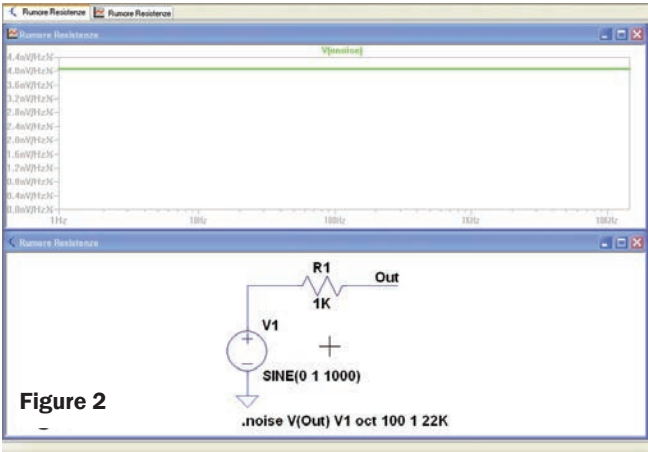 Rumore Resistenze Rumore Resistenze
Rumore Resistenze
V(onoise)
4.4nV/Hz½
4.0nV/Hz½
3.6nV/Hz½
3.2nV/Hz½
2.8nV/Hz½
2.4nV/Hz½
2.0nV/Hz½
1.6nV/Hz½
1.2nV/Hz½
0.8nV/Hz½
0.4nV/Hz½
0.0nV/Hz½
1Hz 10Hz 100Hz 1KHz 10KHz
Rumore Resistenze
R1
Out
1K
V1
SINE(0 1 1000)
Figure 2
.noise V(Out) V1 oct 100 1 22K